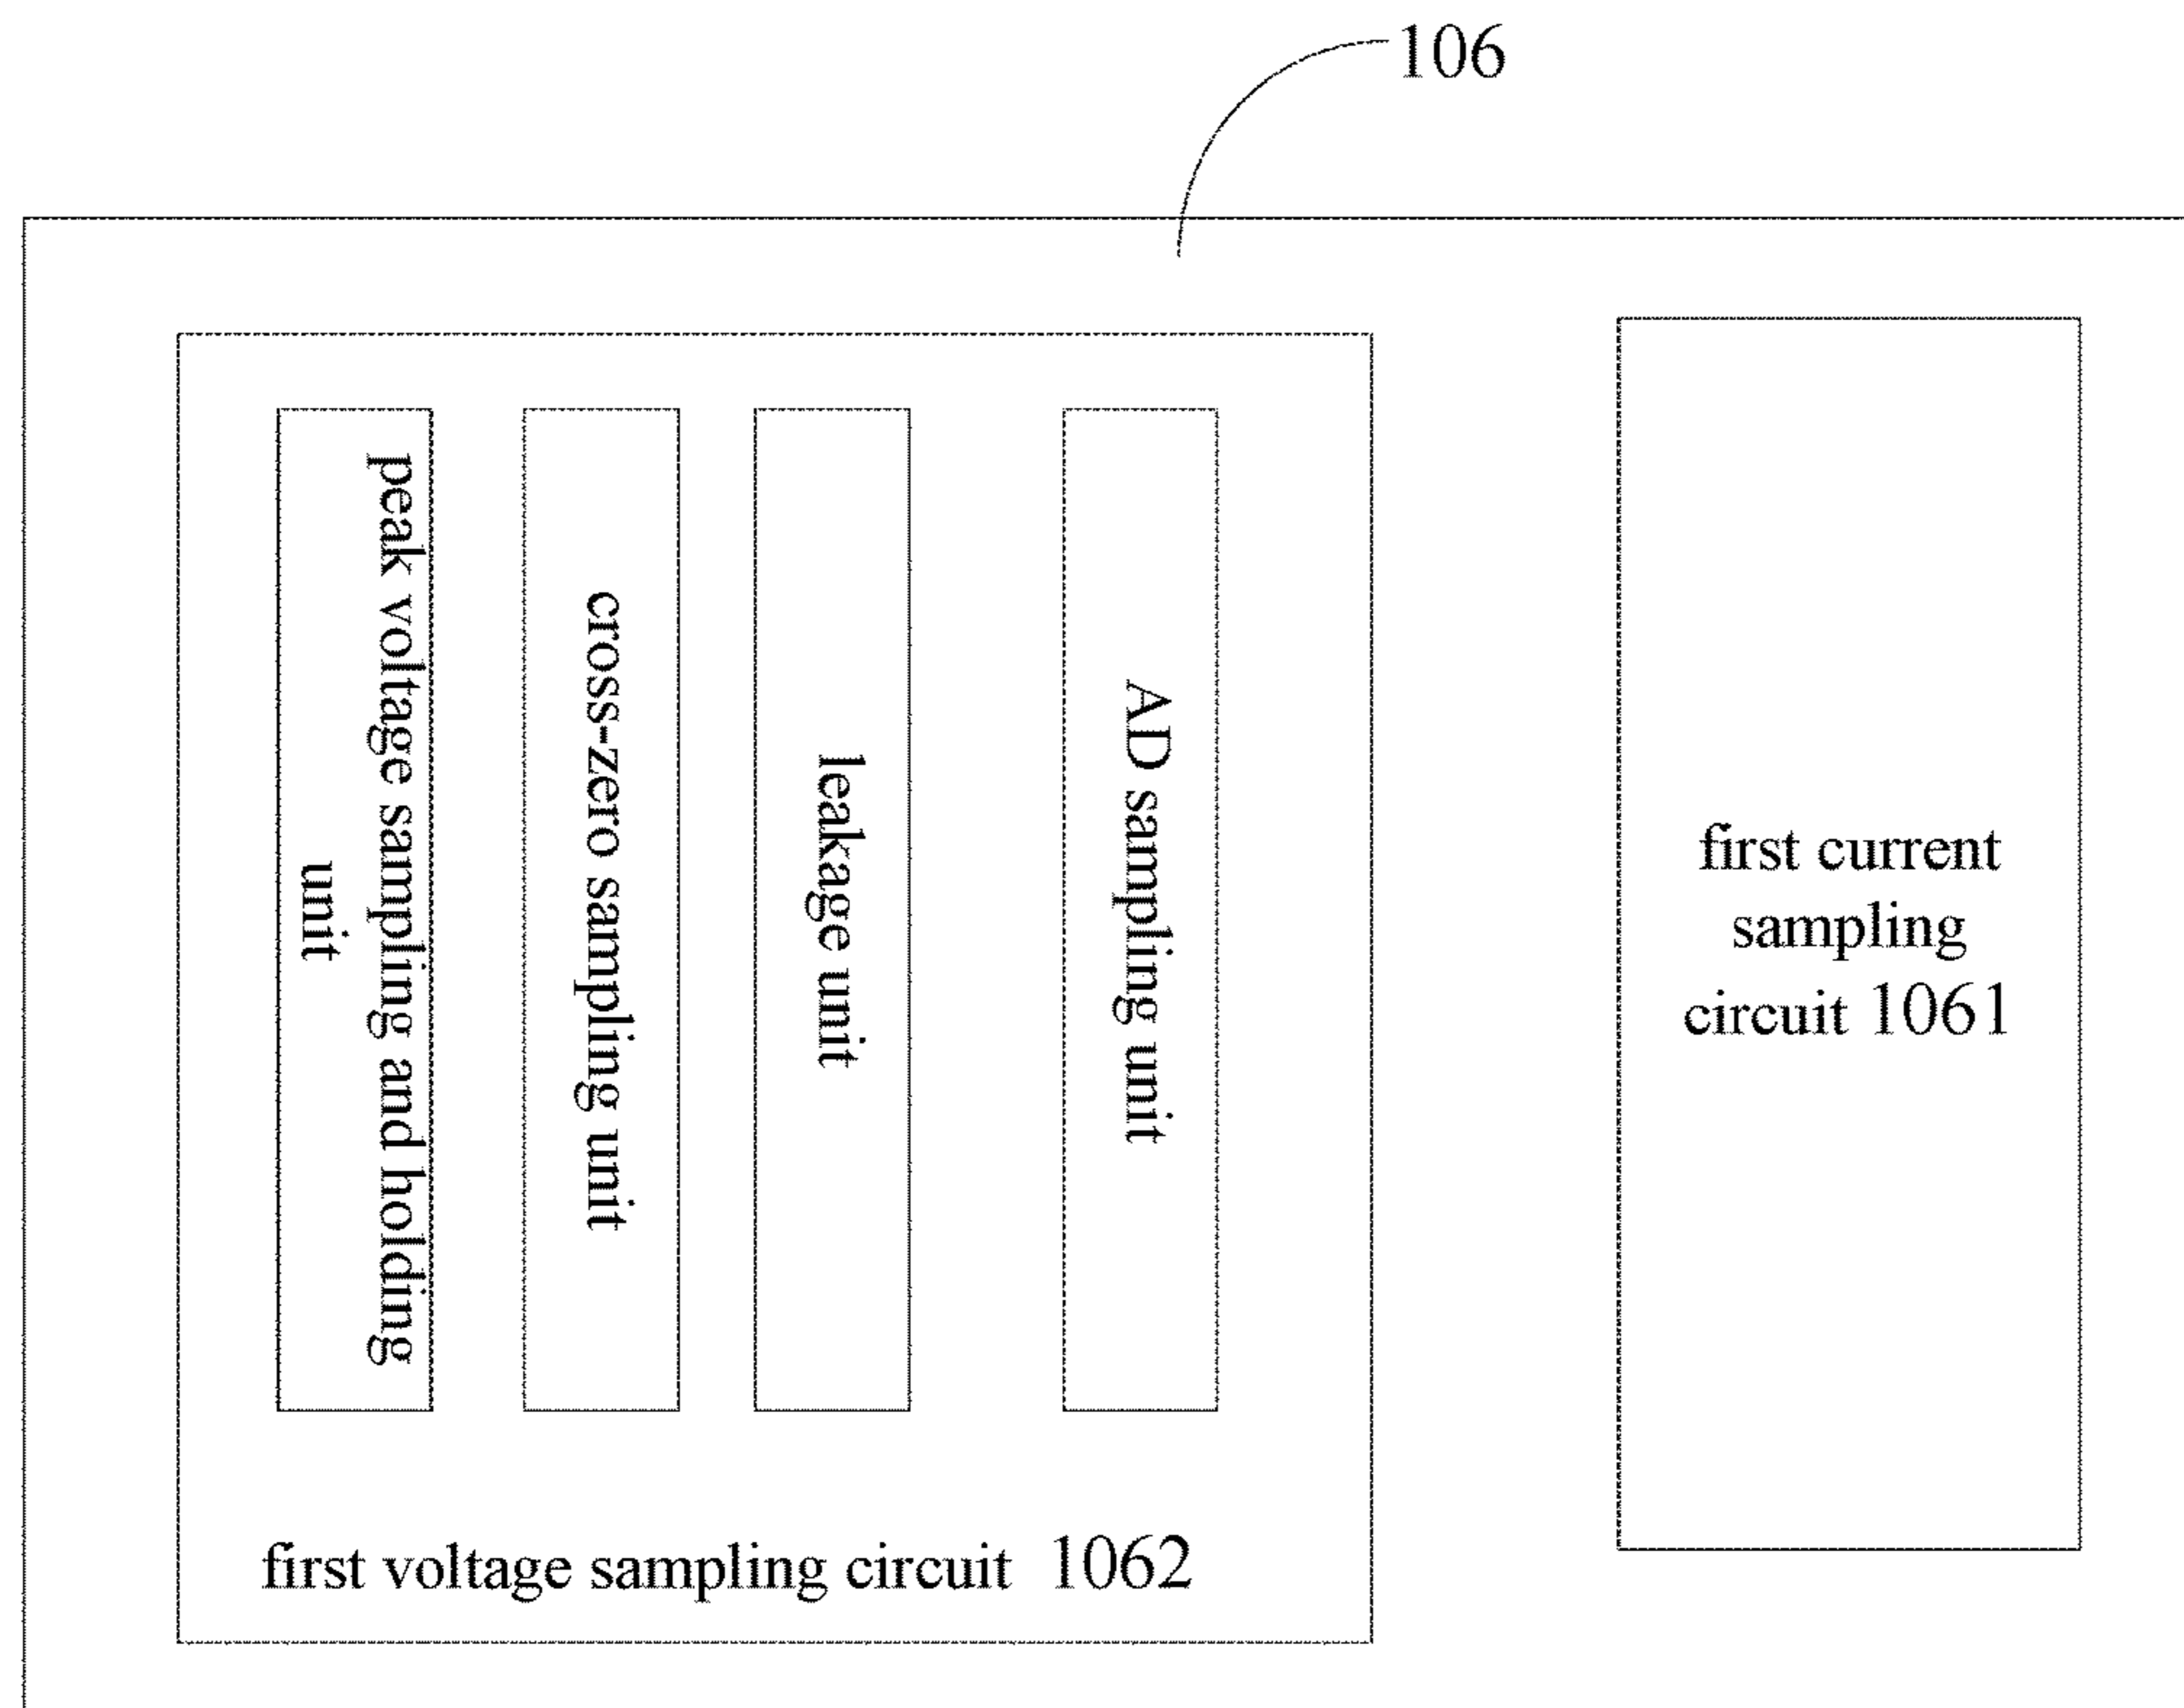 106
peak voltage sampling and holding
unit
cross-zero sampling unit
leakage unit
AD sampling unit
first current
sampling
circuit 1061
first voltage sampling circuit 1062